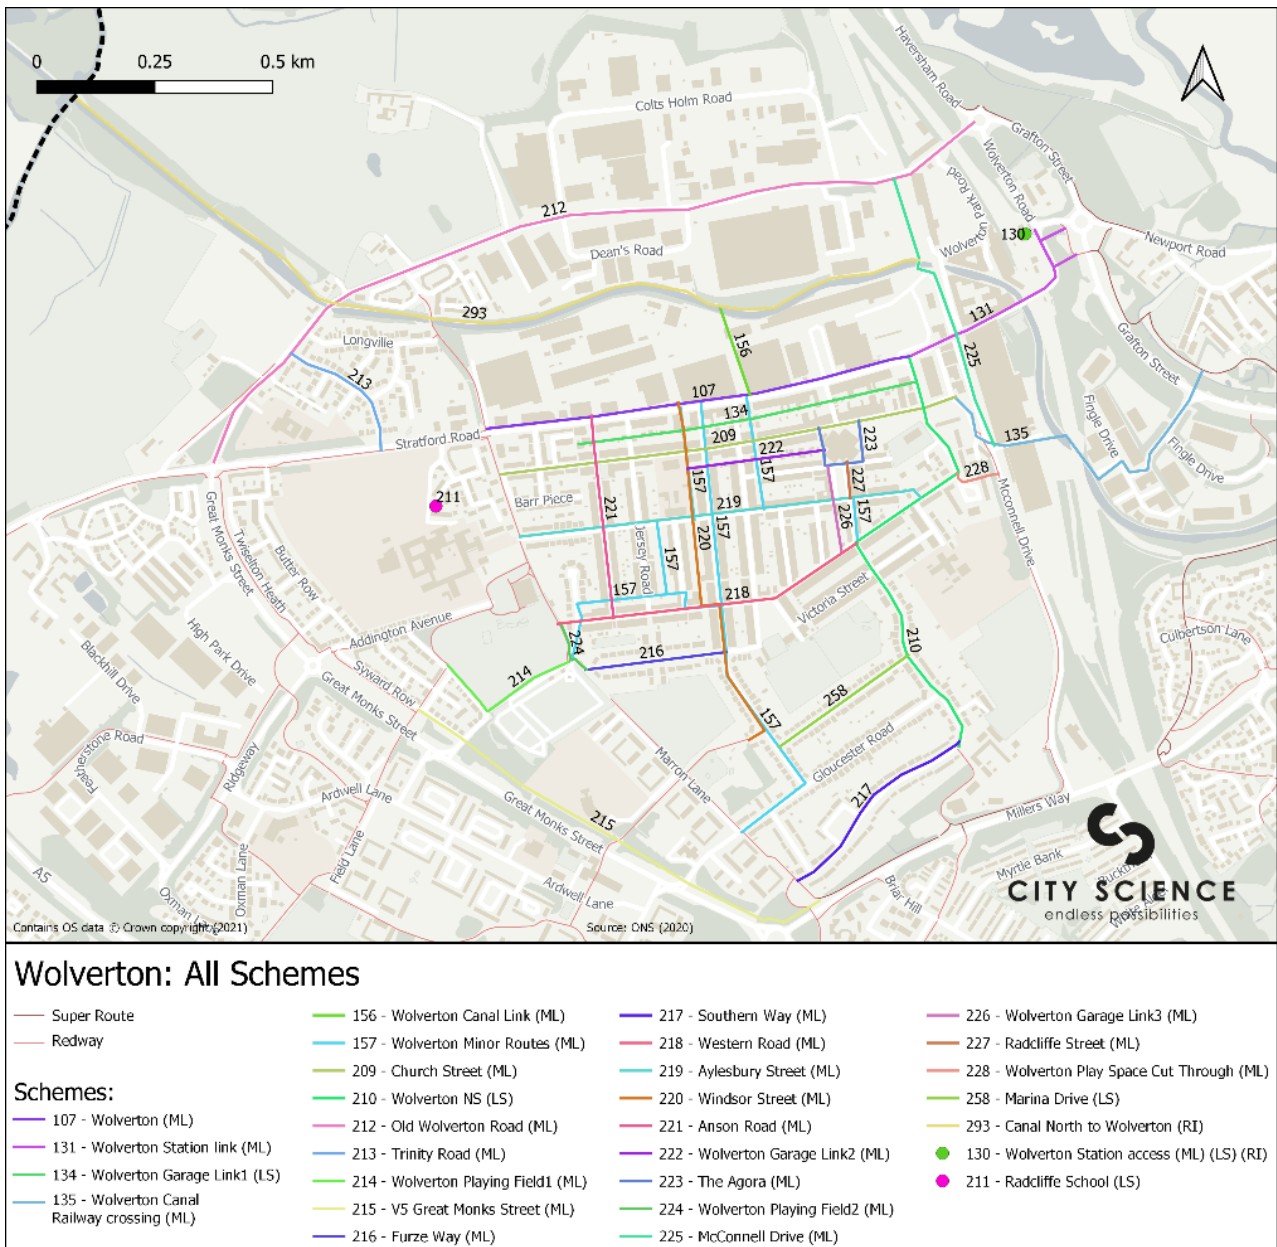 0 0.25 0.5 km
Haversham Road
Colts Holm Road
Grafton Street
Wolverton Road
212
130
Newport Road
Dean's Road
293
131
Grafton Street
Longville
156
225
213
107
134
Fingle Drive
Stratford Road
209
223
135
222
Fingle Drive
157
157
228
227
211
Barr Piece
219
Great Monks Street
221
157
226
157
Mcconnell Drive
Twiselton Heath
Butter Row
Jersey Road
220
157
157
218
Victoria Street
Addington Avenue
High Park Drive
Culbertson Lane
Blackhill Drive
224
216
210
Syward Row
214
Great Monks Street
258
157
Featherstone Road
Ridgeway
Marron Lane
Gloucester Road
Ardwell Lane
Great Monks Street
215
217
Millers Way
Field Lane
Myrtle Bank
A5
Oxman Lane
Ardwell Lane
Briar Hill
CITY SCIENCE
endless possibilities
Contains OS data © Crown copyright (2021)
Source: ONS (2020)
Wolverton: All Schemes
Super Route
Redway
Schemes:
107 - Wolverton (ML)
131 - Wolverton Station link (ML)
134 - Wolverton Garage Link1 (LS)
135 - Wolverton Canal
Railway crossing (ML)
156 - Wolverton Canal Link (ML)
157 - Wolverton Minor Routes (ML)
209 - Church Street (ML)
210 - Wolverton NS (LS)
212 - Old Wolverton Road (ML)
213 - Trinity Road (ML)
214 - Wolverton Playing Field1 (ML)
215 - V5 Great Monks Street (ML)
216 - Furze Way (ML)
217 - Southern Way (ML)
218 - Western Road (ML)
219 - Aylesbury Street (ML)
220 - Windsor Street (ML)
221 - Anson Road (ML)
222 - Wolverton Garage Link2 (ML)
223 - The Agora (ML)
224 - Wolverton Playing Field2 (ML)
225 - McConnell Drive (ML)
226 - Wolverton Garage Link3 (ML)
227 - Radcliffe Street (ML)
228 - Wolverton Play Space Cut Through (ML)
258 - Marina Drive (LS)
293 - Canal North to Wolverton (RI)
130 - Wolverton Station access (ML) (LS) (RI)
211 - Radcliffe School (LS)